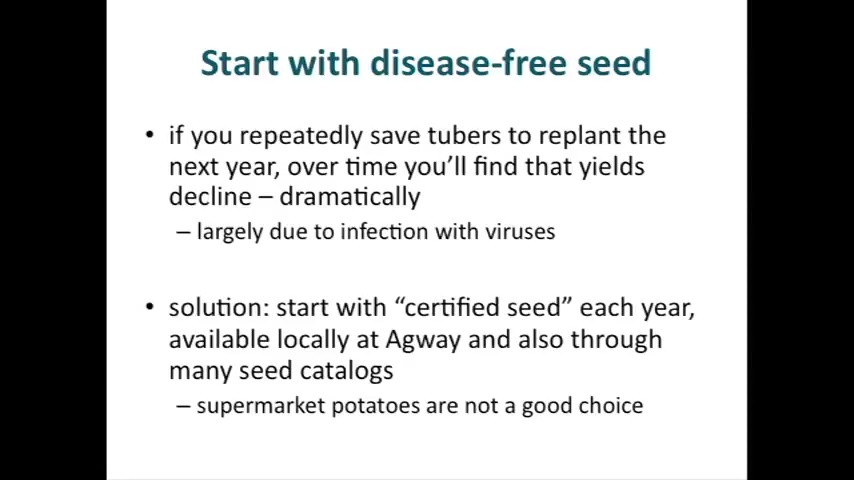 Start with disease-free seed
• if you repeatedly save tubers to replant the
next year, over time you'll find that yields
decline – dramatically
– largely due to infection with viruses
• solution: start with “certified seed” each year,
available locally at Agway and also through
many seed catalogs
– supermarket potatoes are not a good choice